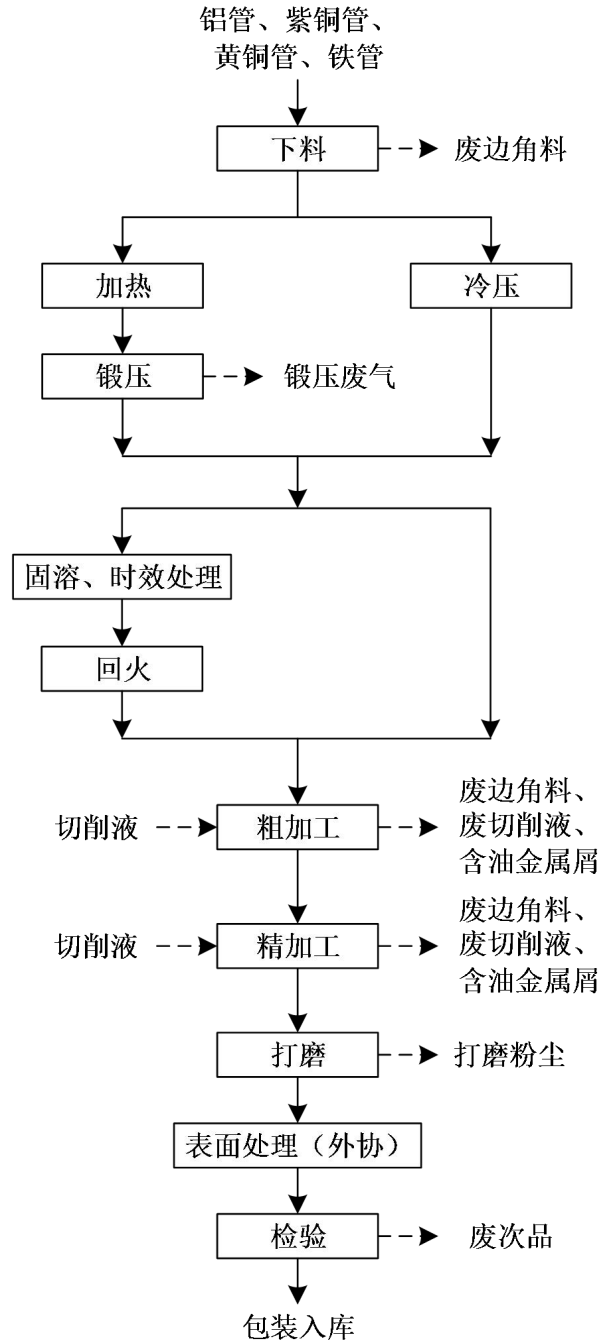 铝管、紫铜管、
黄铜管、铁管
下料
废边角料
加热
冷压
锻压
锻压废气
固溶、时效处理
回火
切削液
粗加工
废边角料、
废切削液、
含油金属屑
切削液
精加工
废边角料、
废切削液、
含油金属屑
打磨
打磨粉尘
表面处理（外协）
检验
废次品
包装入库